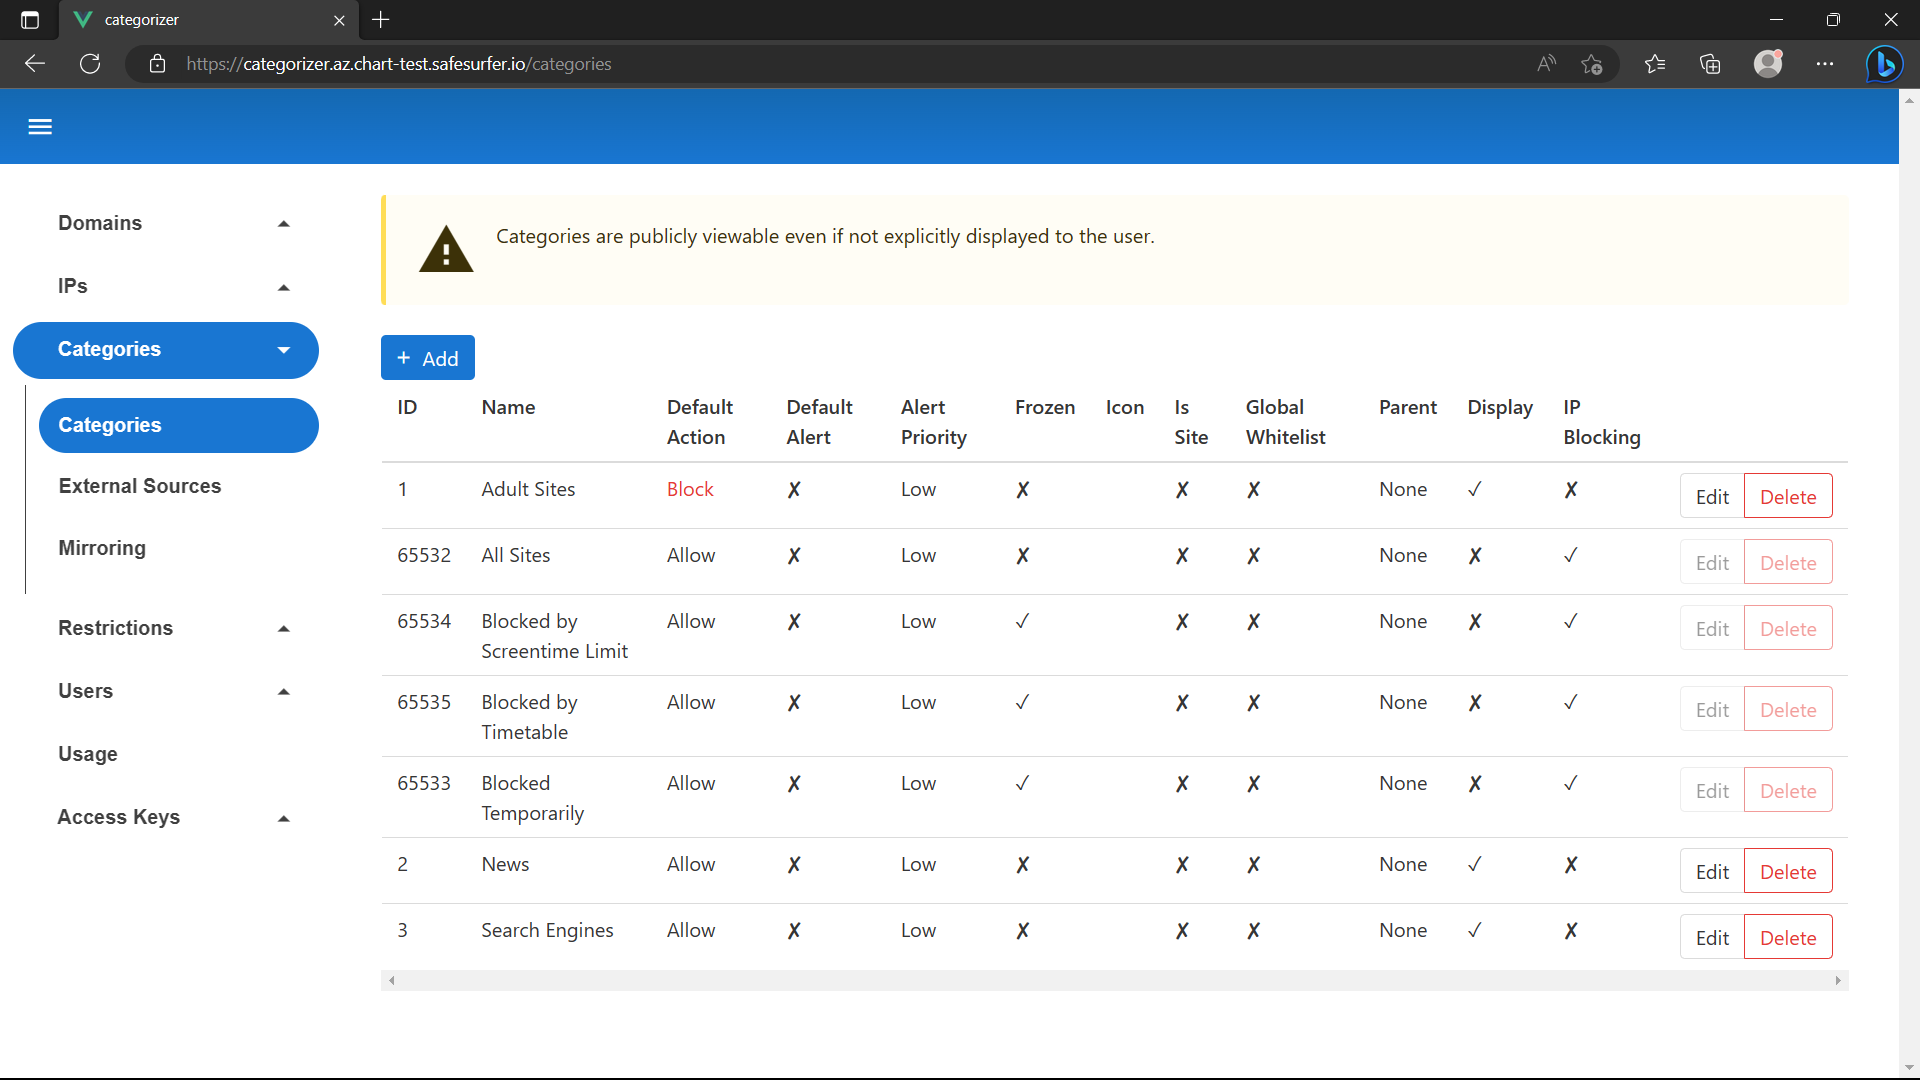 categorizer
https://categorizer.az.chart-test.safesurfer.io/categories
Domains
IPs
Categories
Categories
External Sources
Mirroring
Restrictions
Users
Usage
Access Keys
Categories are publicly viewable even if not explicitly displayed to the user.
+ Add
ID Name Default Action Default Alert Alert Priority Frozen Icon Is Site Global Whitelist Parent Display IP Blocking
1 Adult Sites Block ✗ Low ✗ ✗ ✗ None ✓ ✗ Edit Delete
65532 All Sites Allow ✗ Low ✗ ✗ ✗ None ✗ ✓ Edit Delete
65534 Blocked by Screentime Limit Allow ✗ Low ✓ ✗ ✗ None ✗ ✓ Edit Delete
65535 Blocked by Timetable Allow ✗ Low ✓ ✗ ✗ None ✗ ✓ Edit Delete
65533 Blocked Temporarily Allow ✗ Low ✓ ✗ ✗ None ✗ ✓ Edit Delete
2 News Allow ✗ Low ✗ ✗ ✗ None ✓ ✗ Edit Delete
3 Search Engines Allow ✗ Low ✗ ✗ ✗ None ✓ ✗ Edit Delete